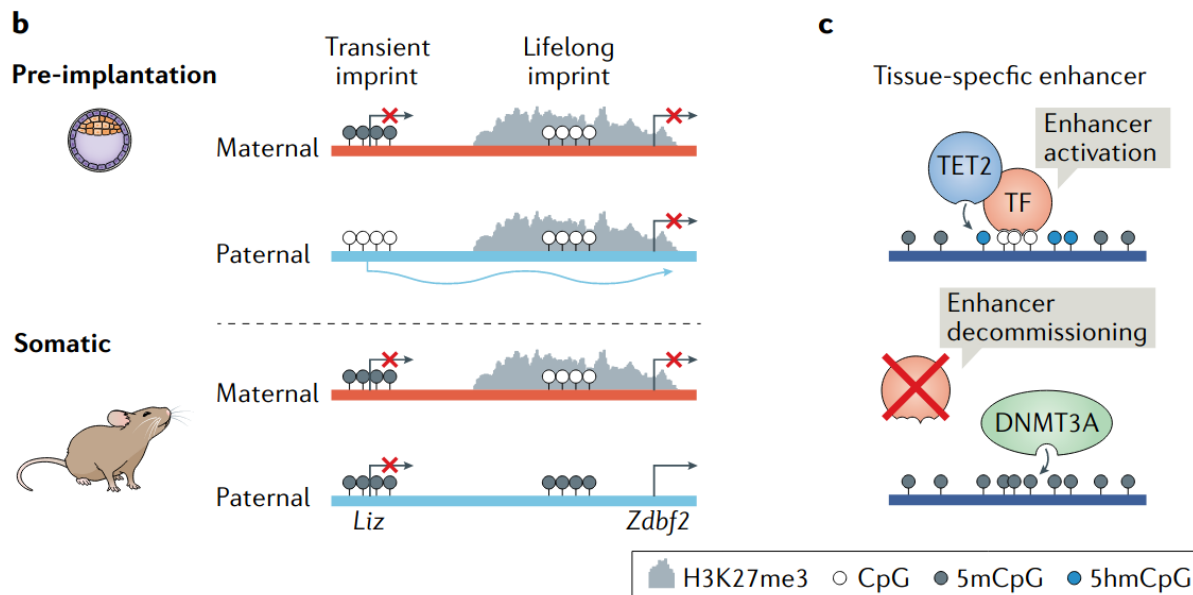 b
Pre-implantation
Transient
imprint
Lifelong
imprint
Maternal
Paternal
Somatic
Maternal
Paternal
Liz
Zdbf2
c
Tissue-specfic enhancer
Enhancer
activation
TET2
TF
Enhancer
decommissioning
DNMT3A
H3K27me3 CpG 5mCpG 5hmCpG